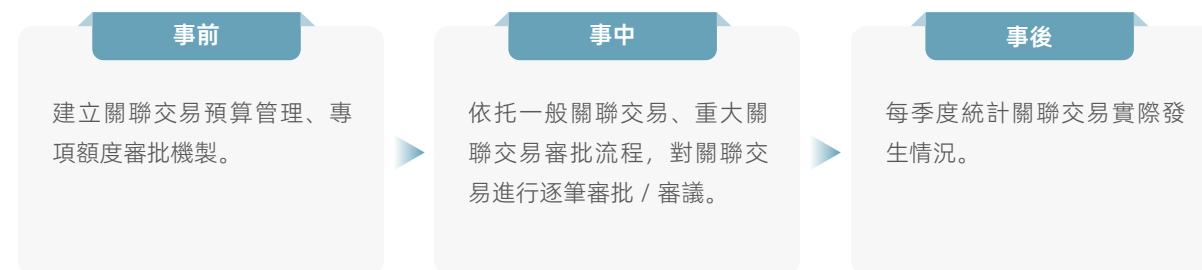 事前
建立關聯交易預算管理、專
項額度審批機製。
事中
依托一般關聯交易、重大關
聯交易審批流程，對關聯交
易進行逐筆審批 / 審議。
事後
每季度統計關聯交易實際發
生情況。